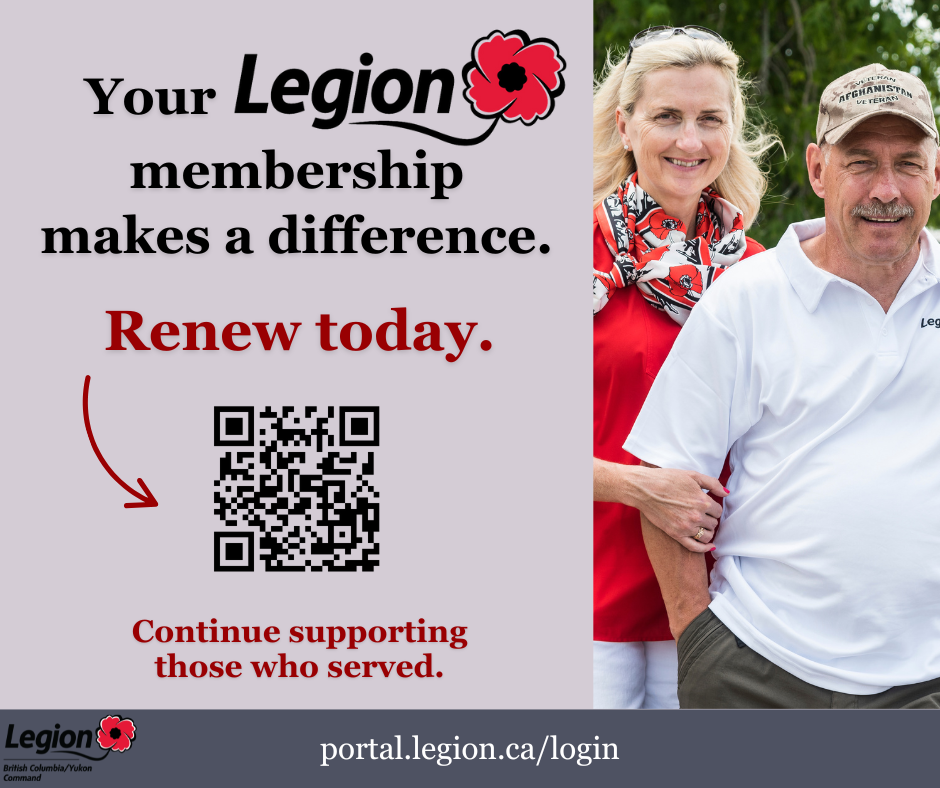 Your Legion
membership
makes a difference.
Renew today.
Continue supporting
those who served.
VETERAN
AFGHANISTAN
VETERAN
Leg
Legion
British Columbia/Yukon
Command
portal.legion.ca/login